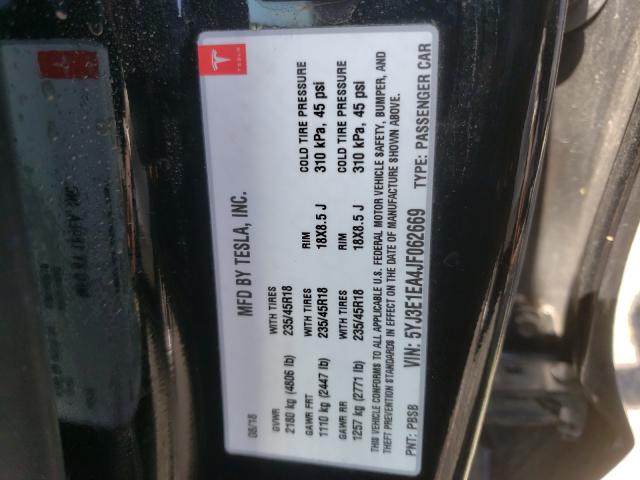 TESLA
MFD BY TESLA, INC.
08/18
GVWR WITH TIRES
2180 kg (4806 lb) 235/45R18
GAWR FRT WITH TIRES RIM COLD TIRE PRESSURE
1110 kg (2447 lb) 235/45R18 18X8.5 J 310 kPa, 45 psi
GAWR RR WITH TIRES RIM COLD TIRE PRESSURE
1257 kg (2771 lb) 235/45R18 18X8.5 J 310 kPa, 45 psi
THIS VEHICLE CONFORMS TO ALL APPLICABLE U.S. FEDERAL MOTOR VEHICLE SAFETY, BUMPER, AND
THEFT PREVENTION STANDARDS IN EFFECT ON THE DATE OF MANUFACTURE SHOWN ABOVE.
PNT: PBSB VIN: 5YJ3E1EA4JF062669 TYPE: PASSENGER CAR